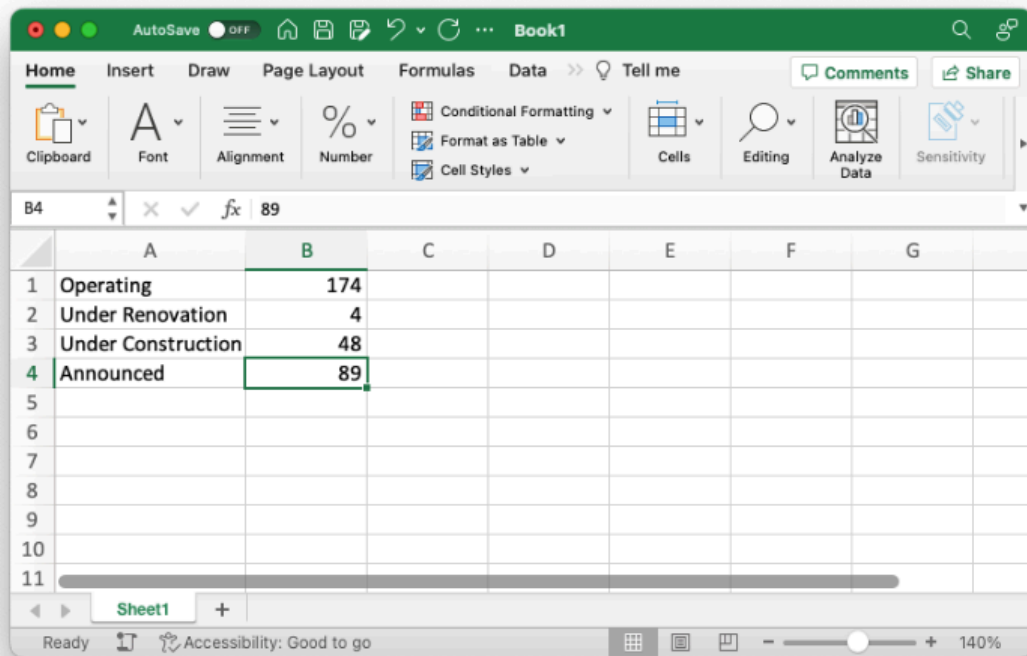 AutoSave OFF Book1
Home Insert Draw Page Layout Formulas Data Tell me Comments Share
Clipboard Font Alignment Number Conditional Formatting Format as Table Cell Styles Cells Editing Analyze Data Sensitivity
B4 fx 89
A B C D E F G
1 Operating 174
2 Under Renovation 4
3 Under Construction 48
4 Announced 89
5
6
7
8
9
10
11
Sheet1 +
Ready Accessibility: Good to go - + 140%